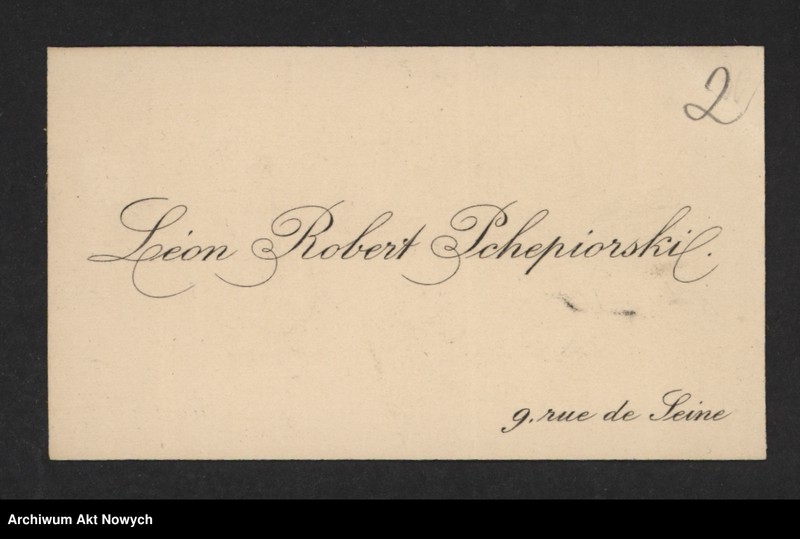 2
Léon Robert Pchepiorski.
9. rue de Seine
Archiwum Akt Nowych